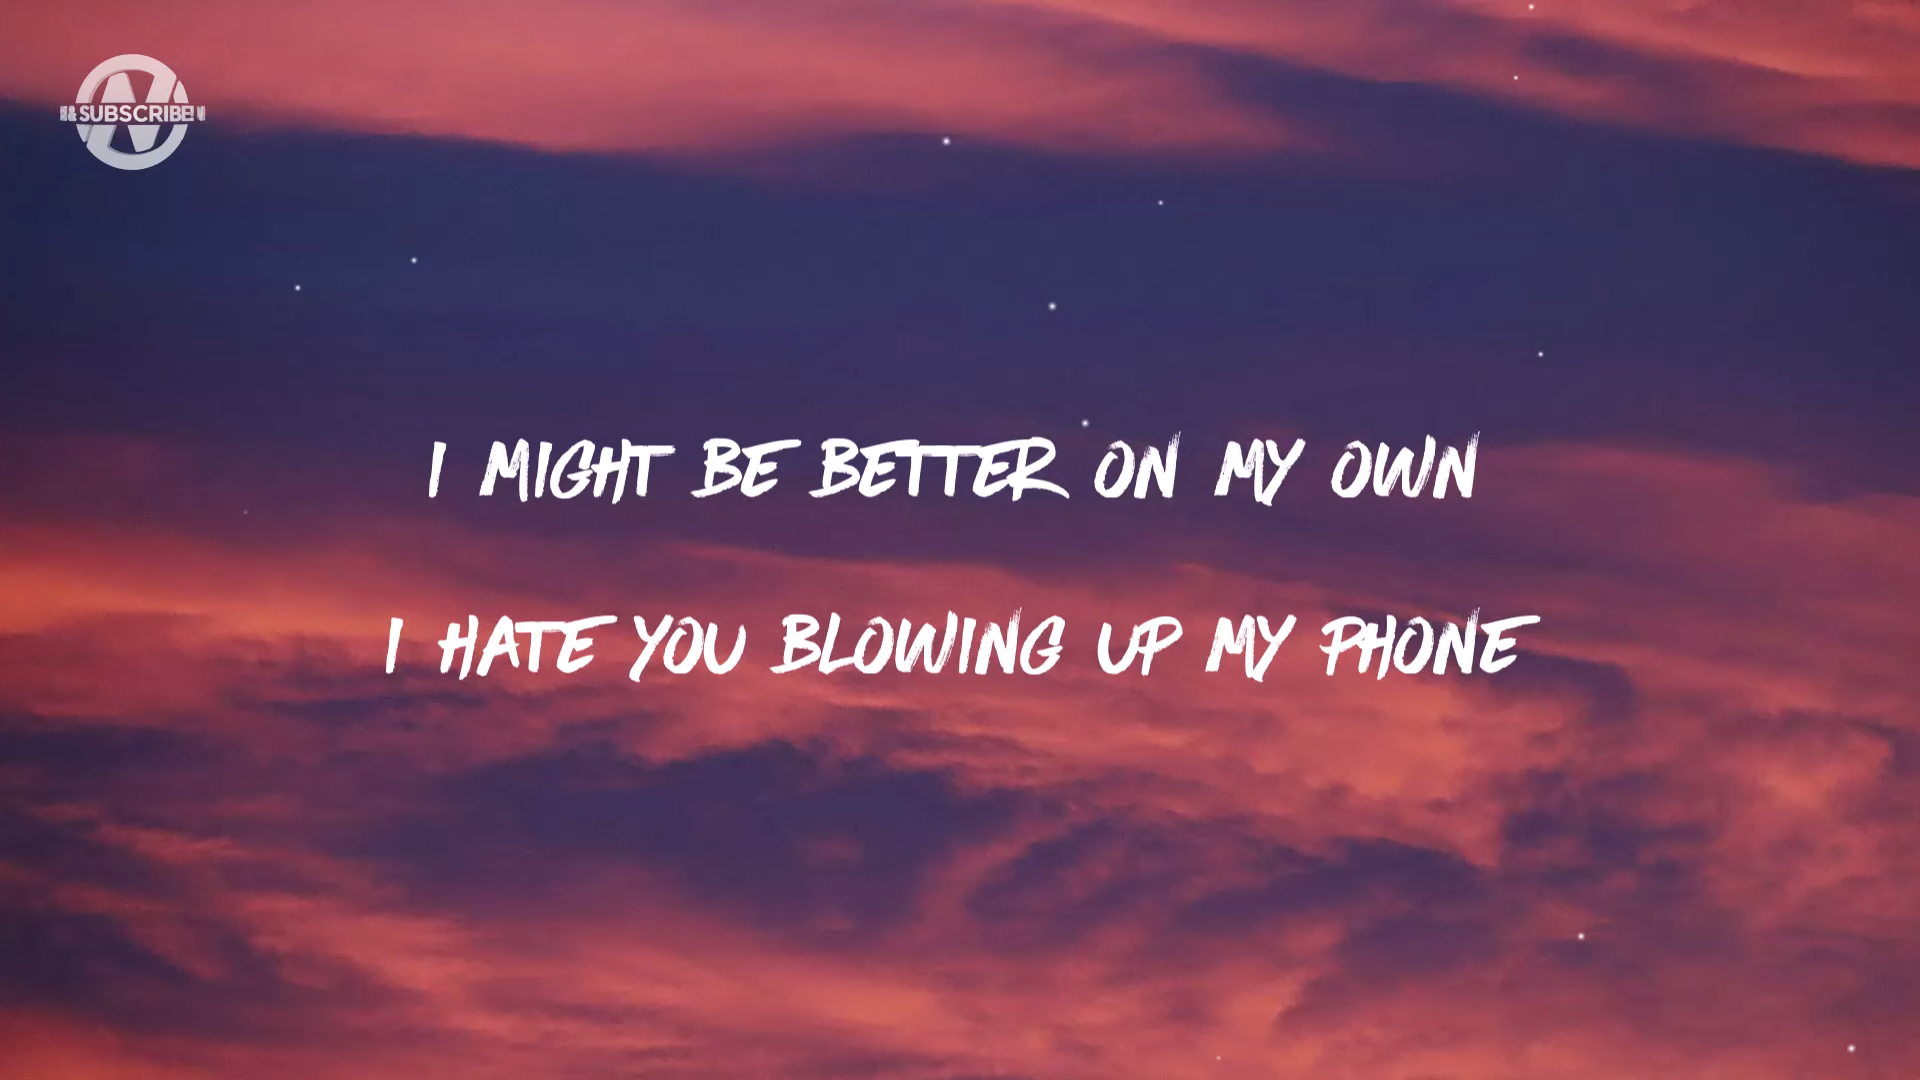 SUBSCRIBE!
I MIGHT BE BETTER ON MY OWN
I HATE YOU BLOWING UP MY PHONE